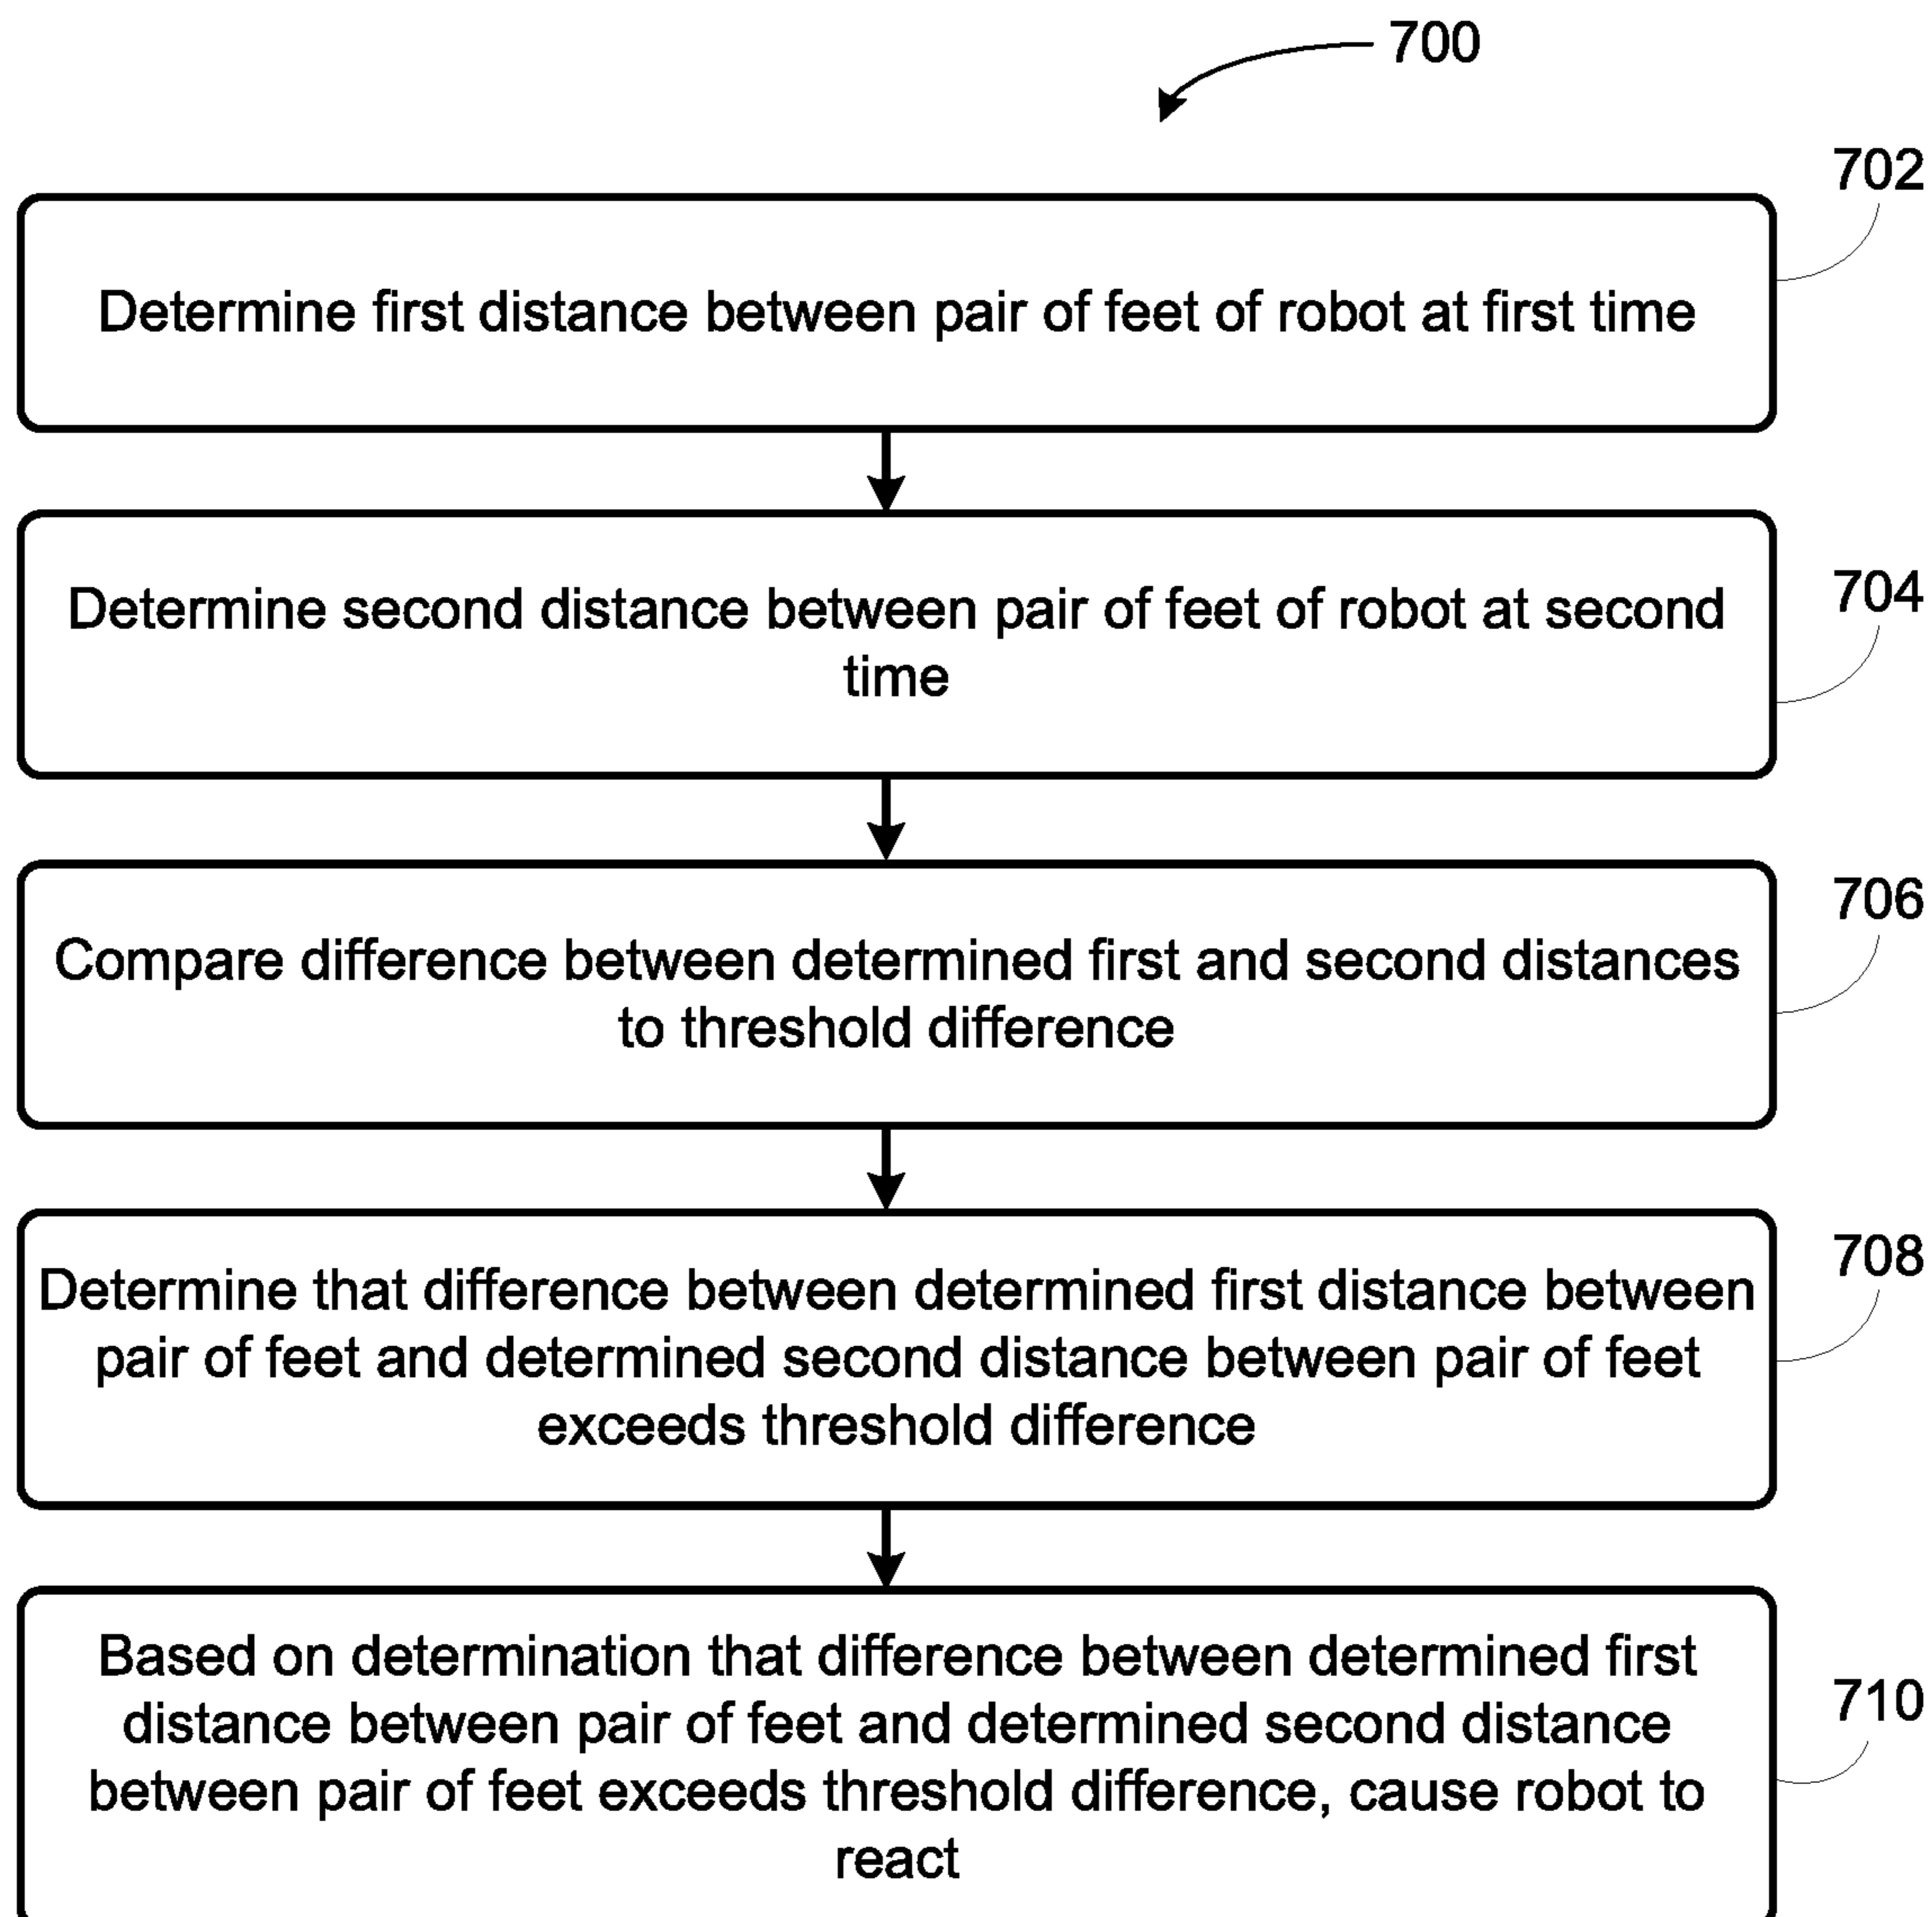 700
702
Determine first distance between pair of feet of robot at first time
704
Determine second distance between pair of feet of robot at second
time
706
Compare difference between determined first and second distances
to threshold difference
708
Determine that difference between determined first distance between
pair of feet and determined second distance between pair of feet
exceeds threshold difference
710
Based on determination that difference between determined first
distance between pair of feet and determined second distance
between pair of feet exceeds threshold difference, cause robot to
react